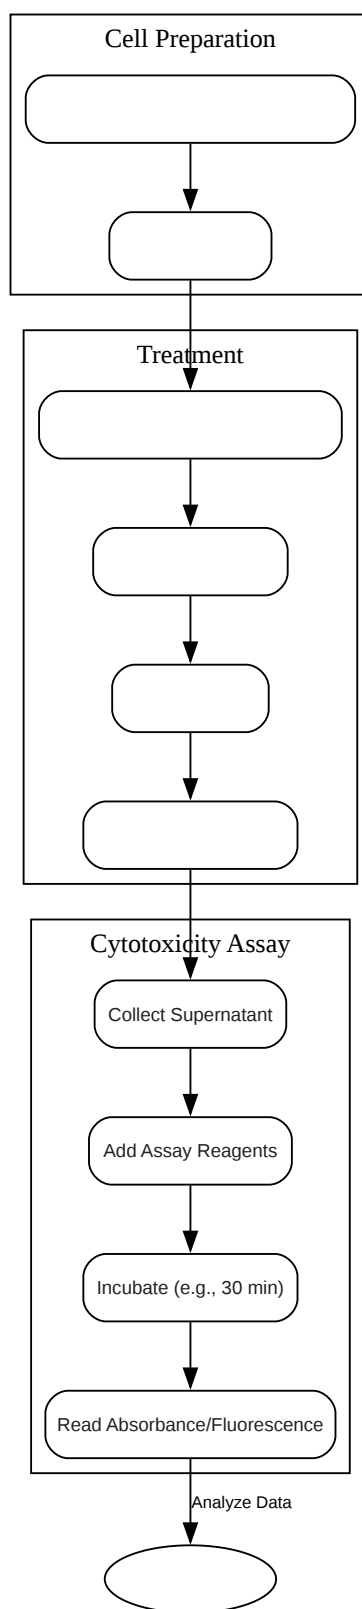 Cell Preparation
Treatment
Cytotoxicity Assay
Collect Supernatant
Add Assay Reagents
Incubate (e.g., 30 min)
Read Absorbance/Fluorescence
Analyze Data